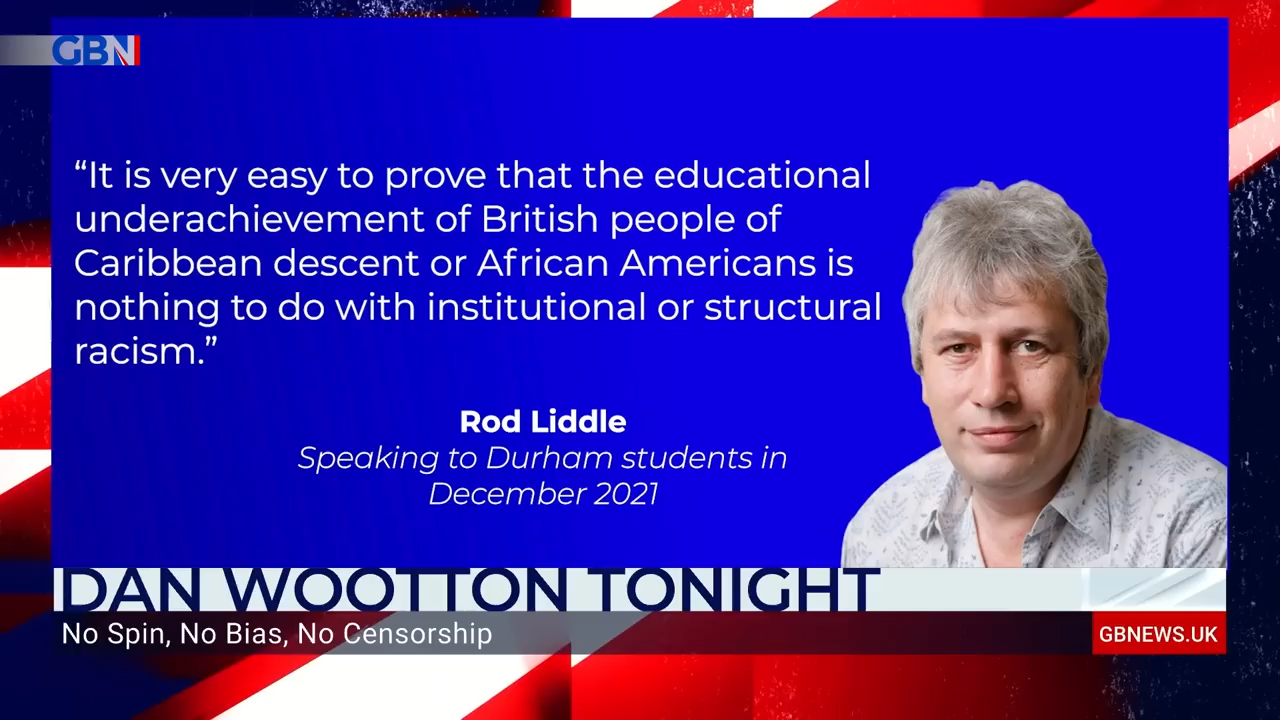 GBN
“It is very easy to prove that the educational
underachievement of British people of
Caribbean descent or African Americans is
nothing to do with institutional or structural
racism.”
Rod Liddle
Speaking to Durham students in
December 2021
DAN WOOTTON TONIGHT
No Spin, No Bias, No Censorship
GBNEWS.UK